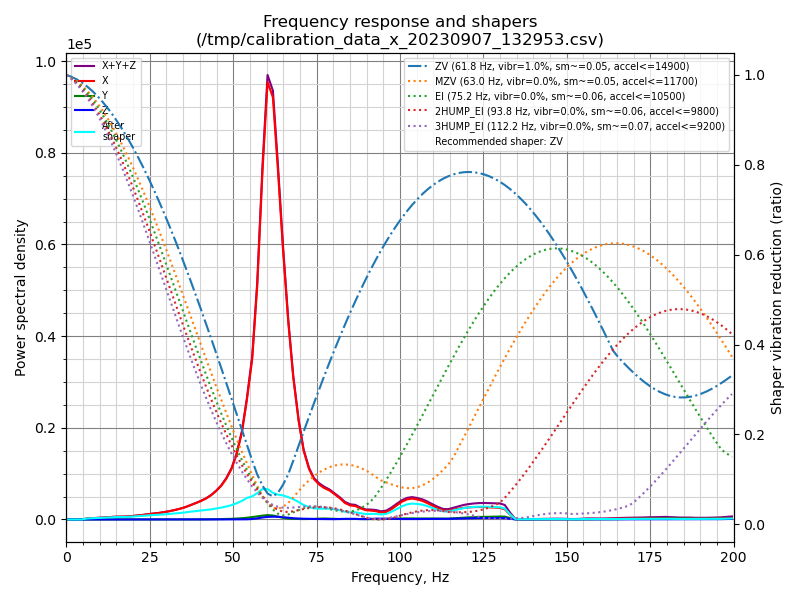 Frequency response and shapers
(/tmp/calibration_data_x_20230907_132953.csv)
1e5
X+Y+Z
X
Y
Z
After
shaper
ZV (61.8 Hz, vibr=1.0%, sm~=0.05, accel<=14900)
MZV (63.0 Hz, vibr=0.0%, sm~=0.05, accel<=11700)
EI (75.2 Hz, vibr=0.0%, sm~=0.06, accel<=10500)
2HUMP_EI (93.8 Hz, vibr=0.0%, sm~=0.06, accel<=9800)
3HUMP_EI (112.2 Hz, vibr=0.0%, sm~=0.07, accel<=9200)
Recommended shaper: ZV
Power spectral density
1.0
0.8
0.6
0.4
0.2
0.0
Shaper vibration reduction (ratio)
1.0
0.8
0.6
0.4
0.2
0.0
0 25 50 75 100 125 150 175 200
Frequency, Hz